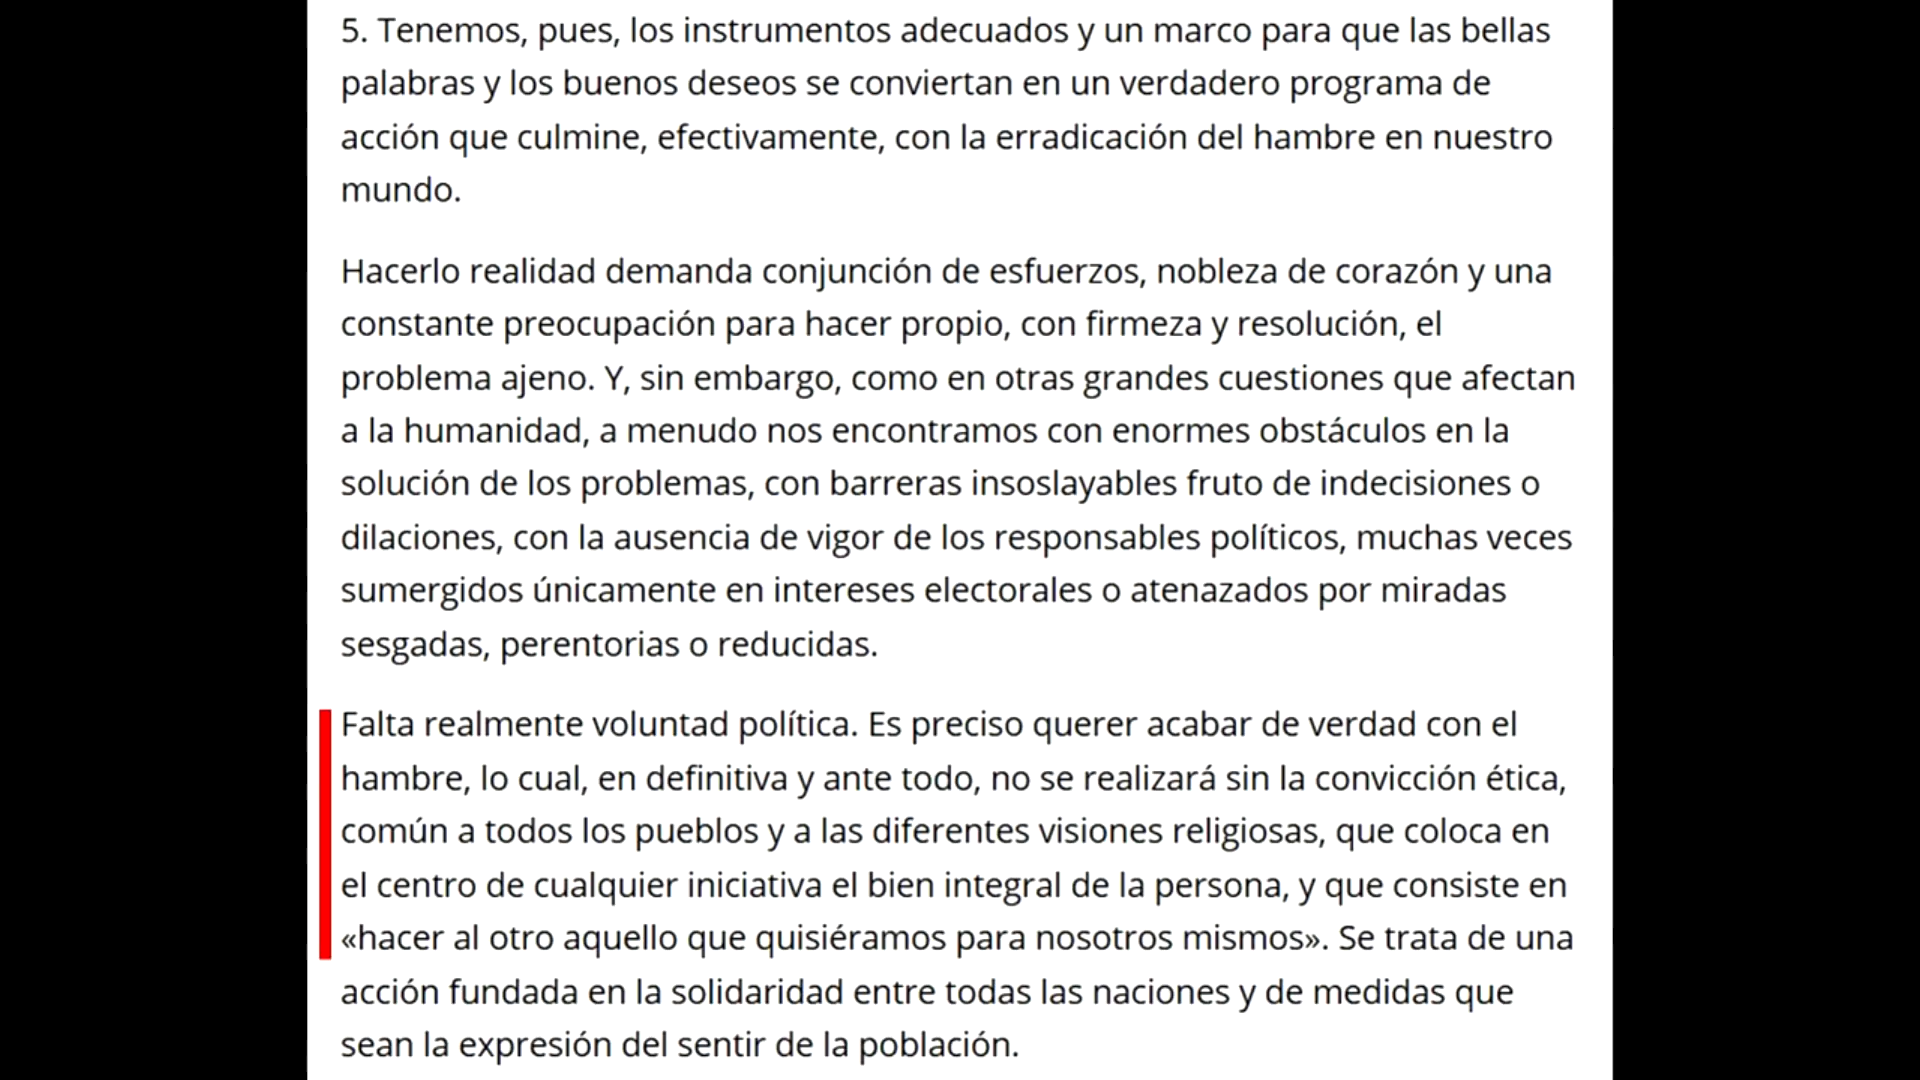 5. Tenemos, pues, los instrumentos adecuados y un marco para que las bellas
palabras y los buenos deseos se conviertan en un verdadero programa de
acción que culmine, efectivamente, con la erradicación del hambre en nuestro
mundo.
Hacerlo realidad demanda conjunción de esfuerzos, nobleza de corazón y una
constante preocupación para hacer propio, con firmeza y resolución, el
problema ajeno. Y, sin embargo, como en otras grandes cuestiones que afectan
a la humanidad, a menudo nos encontramos con enormes obstáculos en la
solución de los problemas, con barreras insoslayables fruto de indecisiones o
dilaciones, con la ausencia de vigor de los responsables políticos, muchas veces
sumergidos únicamente en intereses electorales o atenazados por miradas
sesgadas, perentorias o reducidas.
Falta realmente voluntad política. Es preciso querer acabar de verdad con el
hambre, lo cual, en definitiva y ante todo, no se realizará sin la convicción ética,
común a todos los pueblos y a las diferentes visiones religiosas, que coloca en
el centro de cualquier iniciativa el bien integral de la persona, y que consiste en
«hacer al otro aquello que quisiéramos para nosotros mismos». Se trata de una
acción fundada en la solidaridad entre todas las naciones y de medidas que
sean la expresión del sentir de la población.